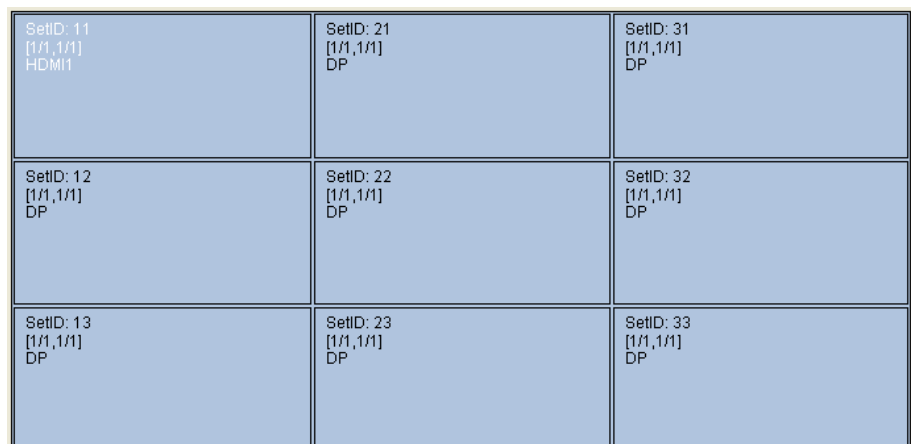 SetID: 11
[1/1,1/1]
HDMI1
SetID: 21
[1/1,1/1]
DP
SetID: 31
[1/1,1/1]
DP
SetID: 12
[1/1,1/1]
DP
SetID: 22
[1/1,1/1]
DP
SetID: 32
[1/1,1/1]
DP
SetID: 13
[1/1,1/1]
DP
SetID: 23
[1/1,1/1]
DP
SetID: 33
[1/1,1/1]
DP